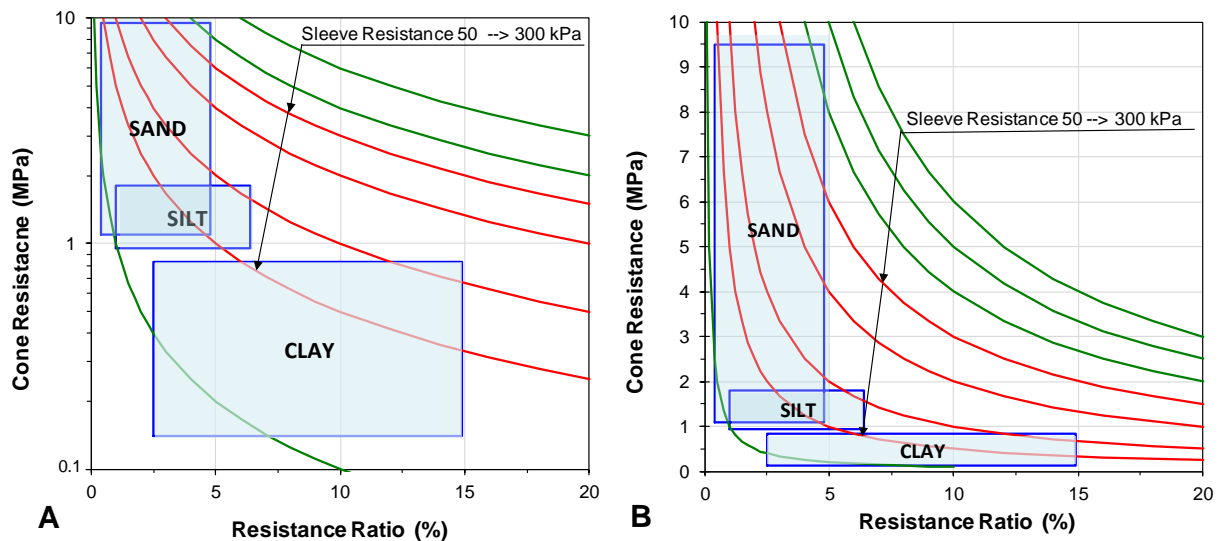 Cone Resistacne (MPa)
10
1
0.1
Sleeve Resistance 50 --> 300 kPa
SAND
SILT
CLAY
0 5 10 15 20
A
Resistance Ratio (%)
Cone Resistance (MPa)
10
9
8
7
6
5
4
3
2
1
0
Sleeve Resistance 50 --> 300 kPa
SAND
SILT
CLAY
0 5 10 15 20
B
Resistance Ratio (%)